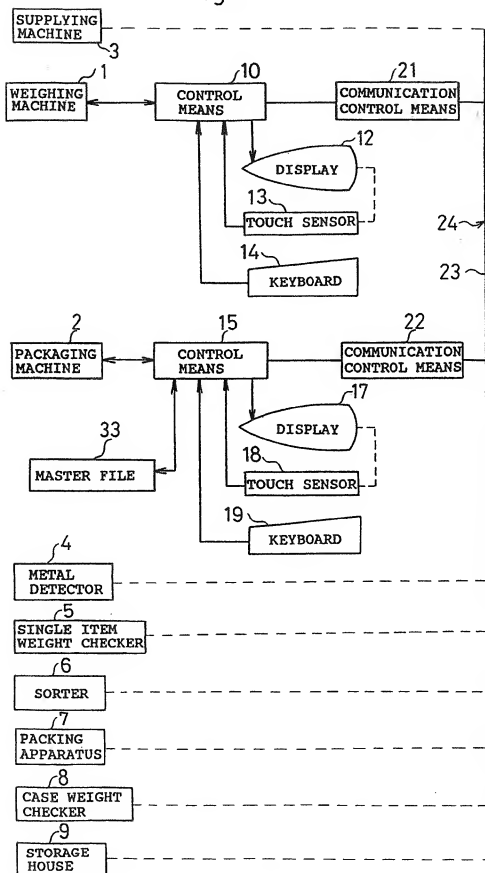 SUPPLYING
MACHINE
3
1
WEIGHING
MACHINE
10
CONTROL
MEANS
21
COMMUNICATION
CONTROL MEANS
12
DISPLAY
13
TOUCH SENSOR
14
KEYBOARD
24
23
2
PACKAGING
MACHINE
15
CONTROL
MEANS
22
COMMUNICATION
CONTROL MEANS
17
DISPLAY
33
MASTER FILE
18
TOUCH SENSOR
19
KEYBOARD
4
METAL
DETECTOR
5
SINGLE ITEM
WEIGHT CHECKER
6
SORTER
7
PACKING
APPARATUS
8
CASE WEIGHT
CHECKER
9
STORAGE
HOUSE